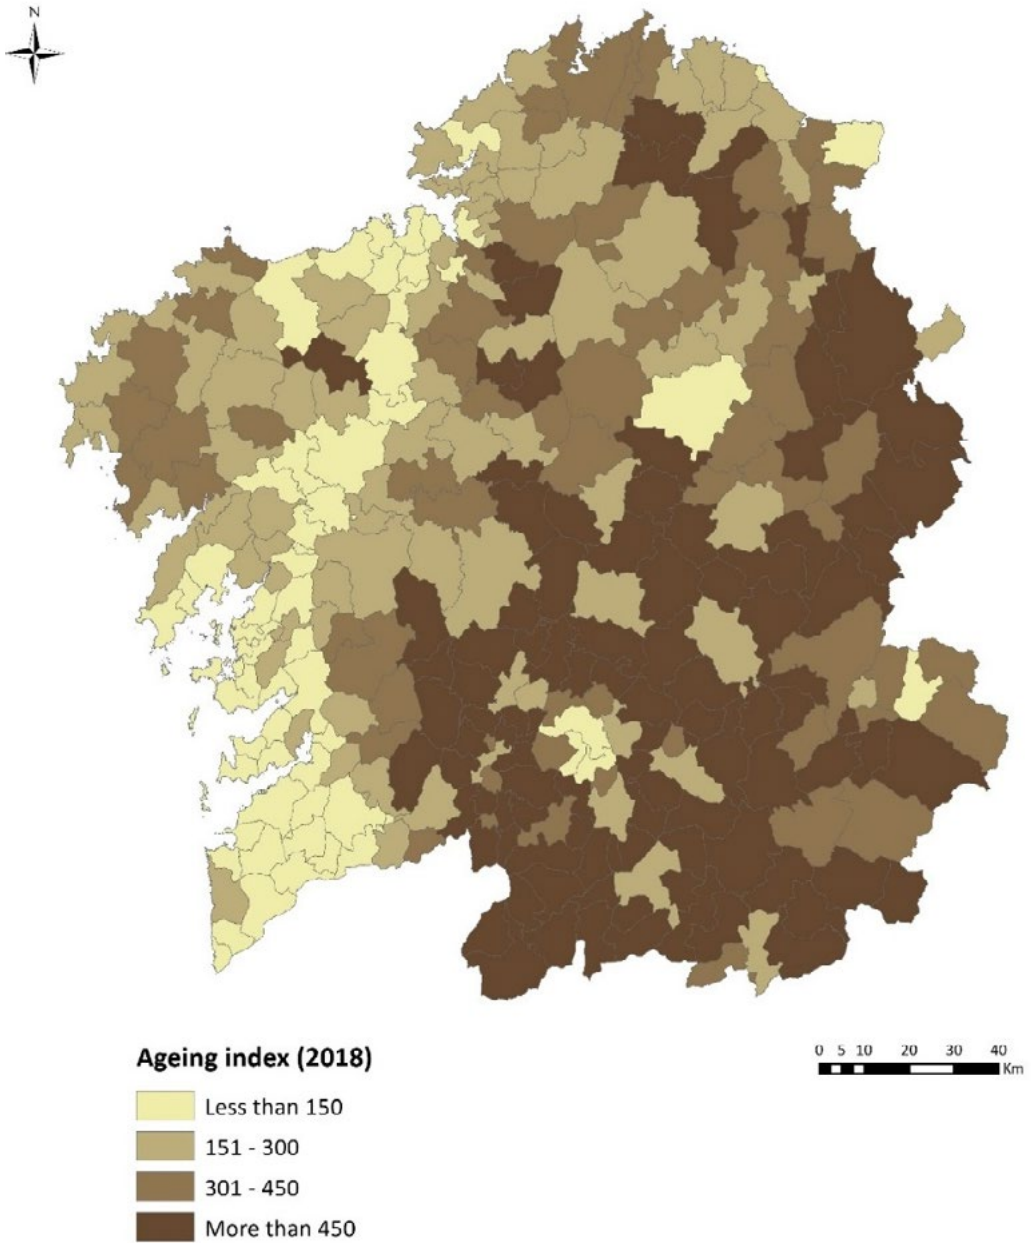 N
Ageing index (2018)
Less than 150
151 - 300
301 - 450
More than 450
0 5 10 20 30 40
Km